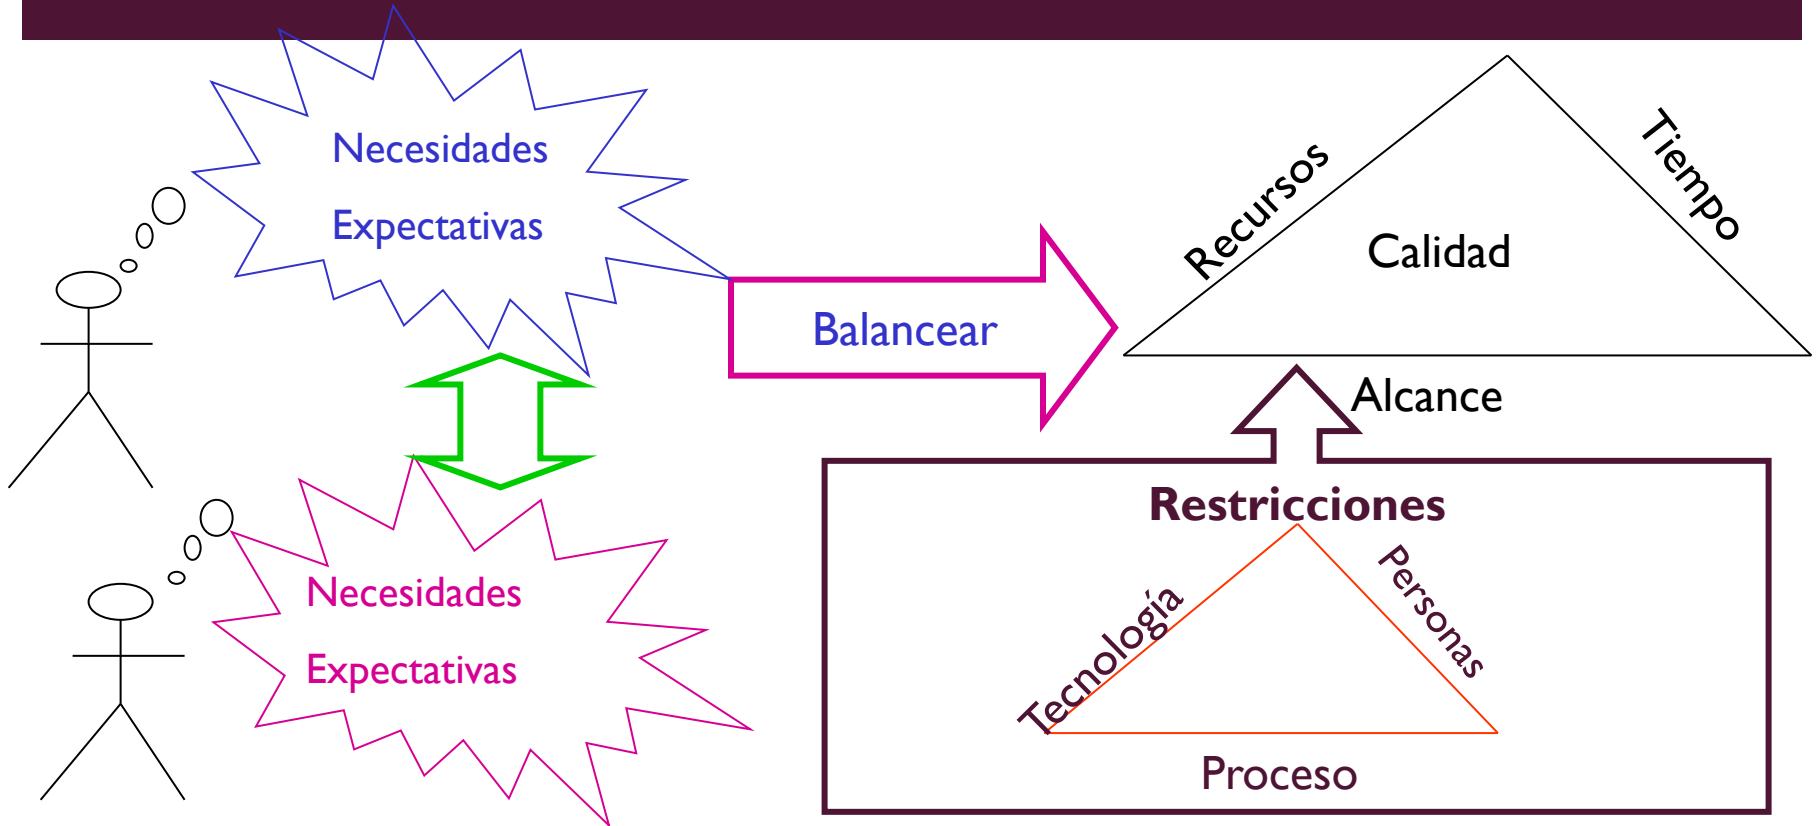 Necesidades
Expectativas
Necesidades
Expectativas
Balancear
Recursos
Tiempo
Calidad
Alcance
Restricciones
Tecnología
Personas
Proceso